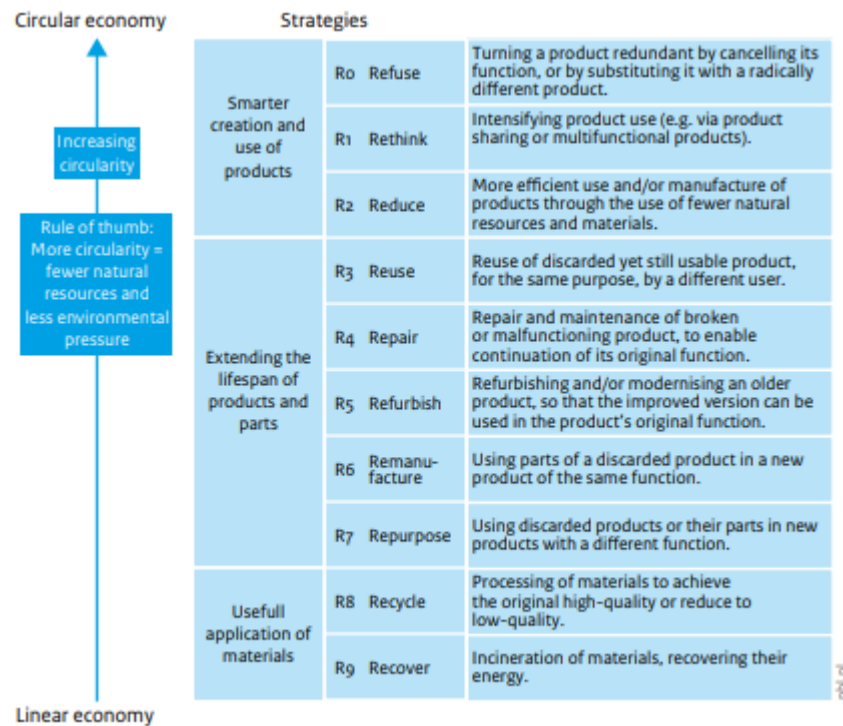 Circular economy
Strategies
Increasing
circularity
Rule of thumb:
More circularity =
fewer natural
resources and
less environmental
pressure
Linear economy
Smarter
creation and
use of
products
R0 Refuse
Turning a product redundant by cancelling its
function, or by substituting it with a radically
different product.
R1 Rethink
Intensifying product use (e.g. via product
sharing or multifunctional products).
R2 Reduce
More efficient use and/or manufacture of
products through the use of fewer natural
resources and materials.
Extending the
lifespan of
products and
parts
R3 Reuse
Reuse of discarded yet still usable product,
for the same purpose, by a different user.
R4 Repair
Repair and maintenance of broken
or malfunctioning product, to enable
continuation of its original function.
R5 Refurbish
Refurbishing and/or modernising an older
product, so that the improved version can be
used in the product's original function.
R6 Remanu-
facture
Using parts of a discarded product in a new
product of the same function.
R7 Repurpose
Using discarded products or their parts in new
products with a different function.
Usefull
application of
materials
R8 Recycle
Processing of materials to achieve
the original high-quality or reduce to
low-quality.
R9 Recover
Incineration of materials, recovering their
energy.
pbl.nl